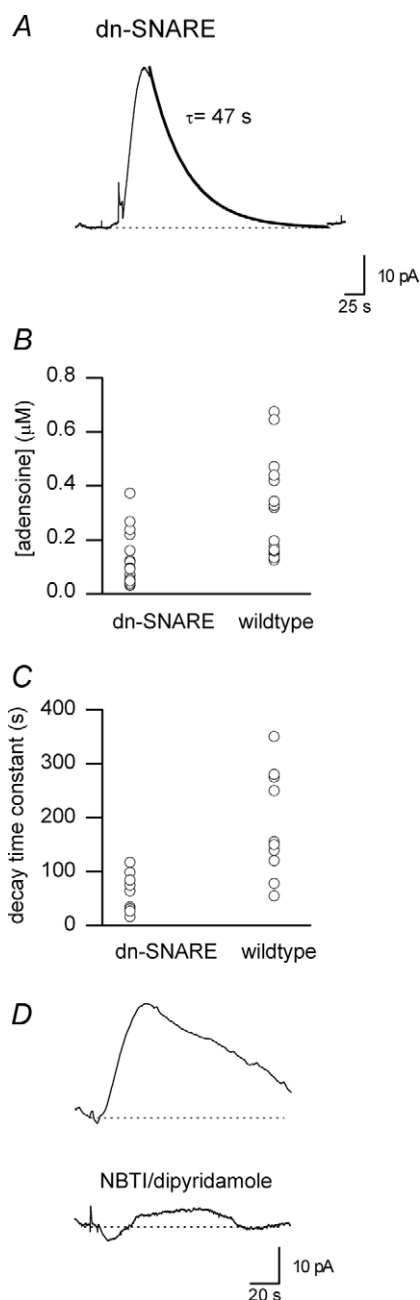 A
dn-SNARE
τ= 47 s
10 pA
25 s
B
[adensoine] (μM)
0.8
0.6
0.4
0.2
0.0
dn-SNARE wildtype
C
decay time constant (s)
400
300
200
100
0
dn-SNARE wildtype
D
NBTI/dipyridamole
10 pA
20 s